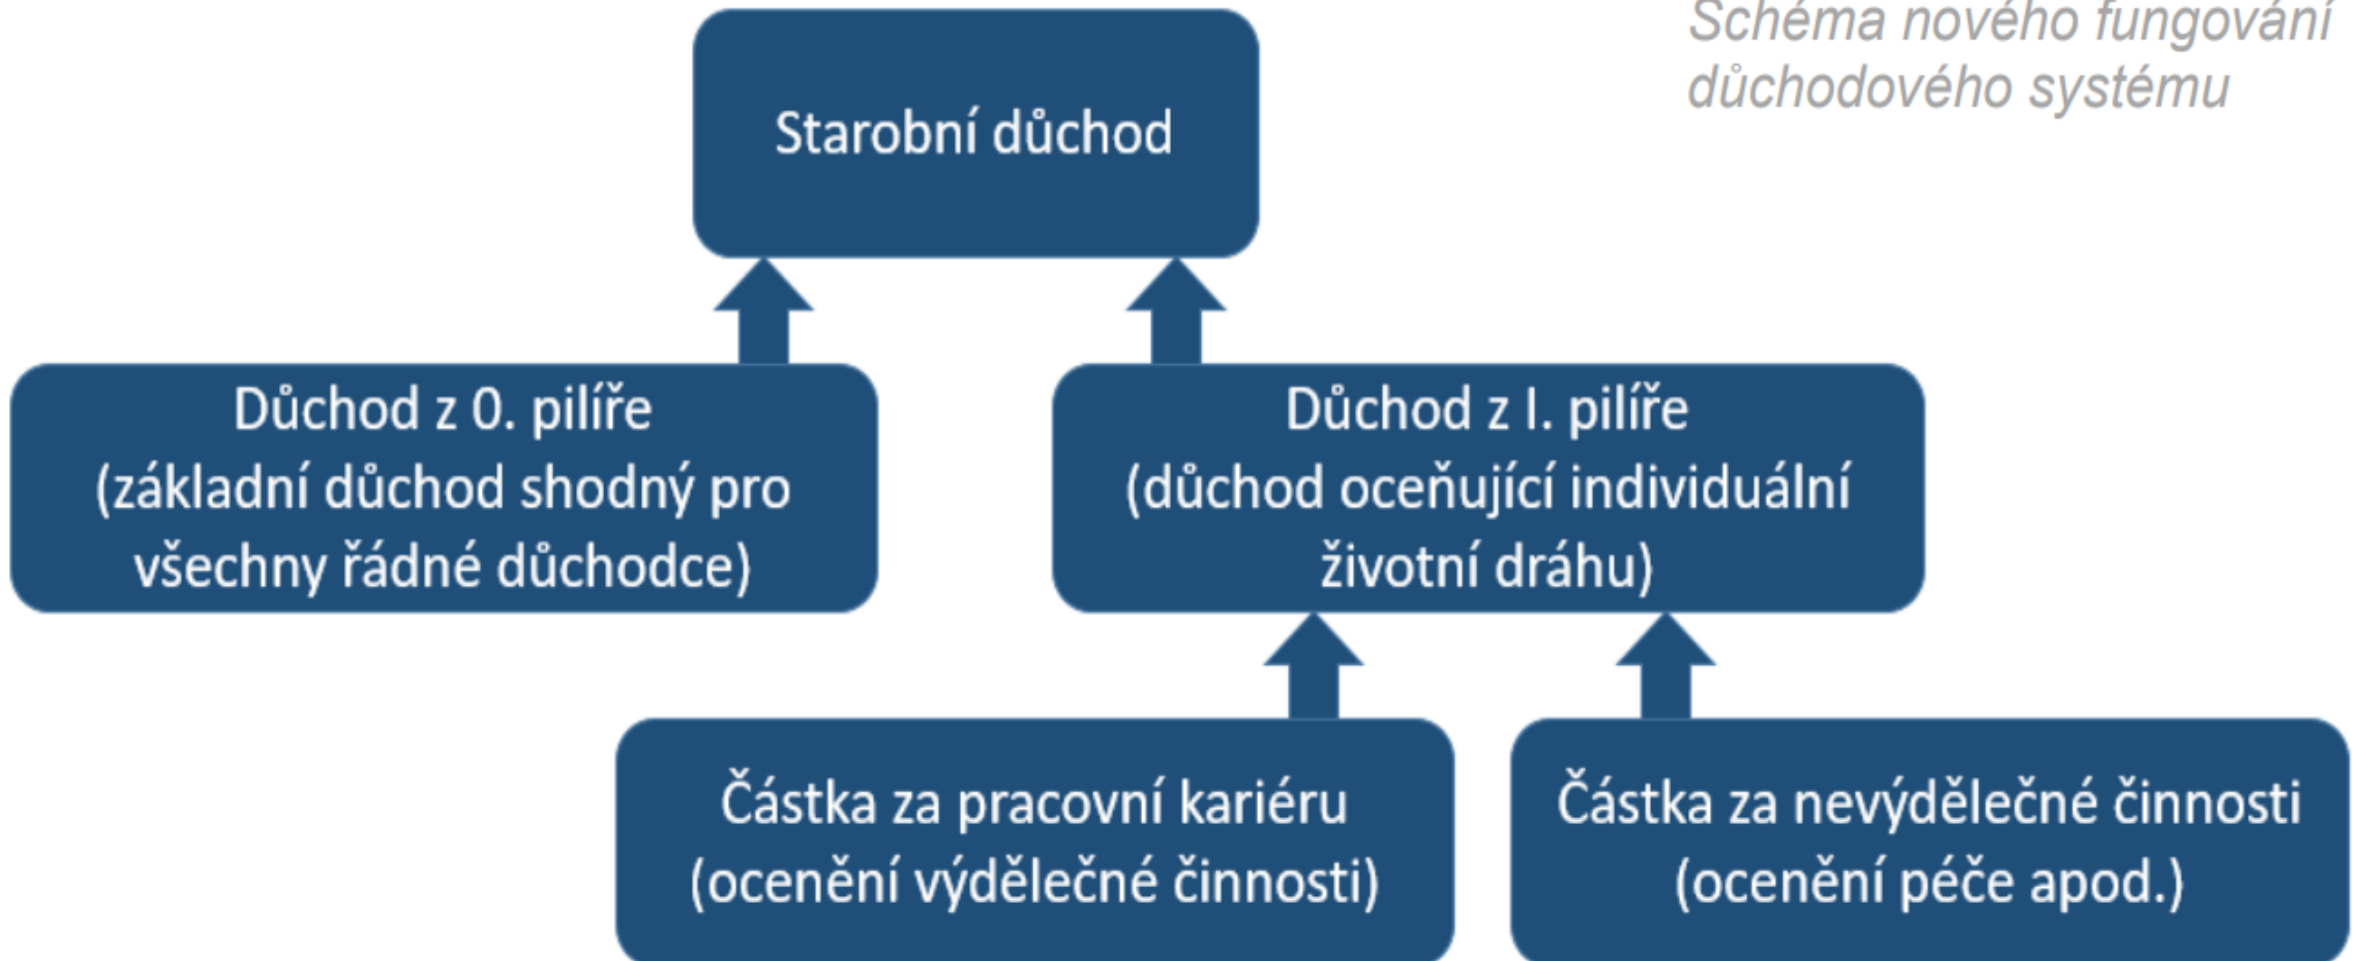 Schéma nového fungování
důchodového systému
Starobní důchod
Důchod z 0. pilíře
(základní důchod shodný pro
všechny řádné důchodce)
Důchod z I. pilíře
(důchod oceňující individuální
životní dráhu)
Částka za pracovní kariéru
(ocenění výdělečné činnosti)
Částka za nevýdělečné činnosti
(ocenění péče apod.)